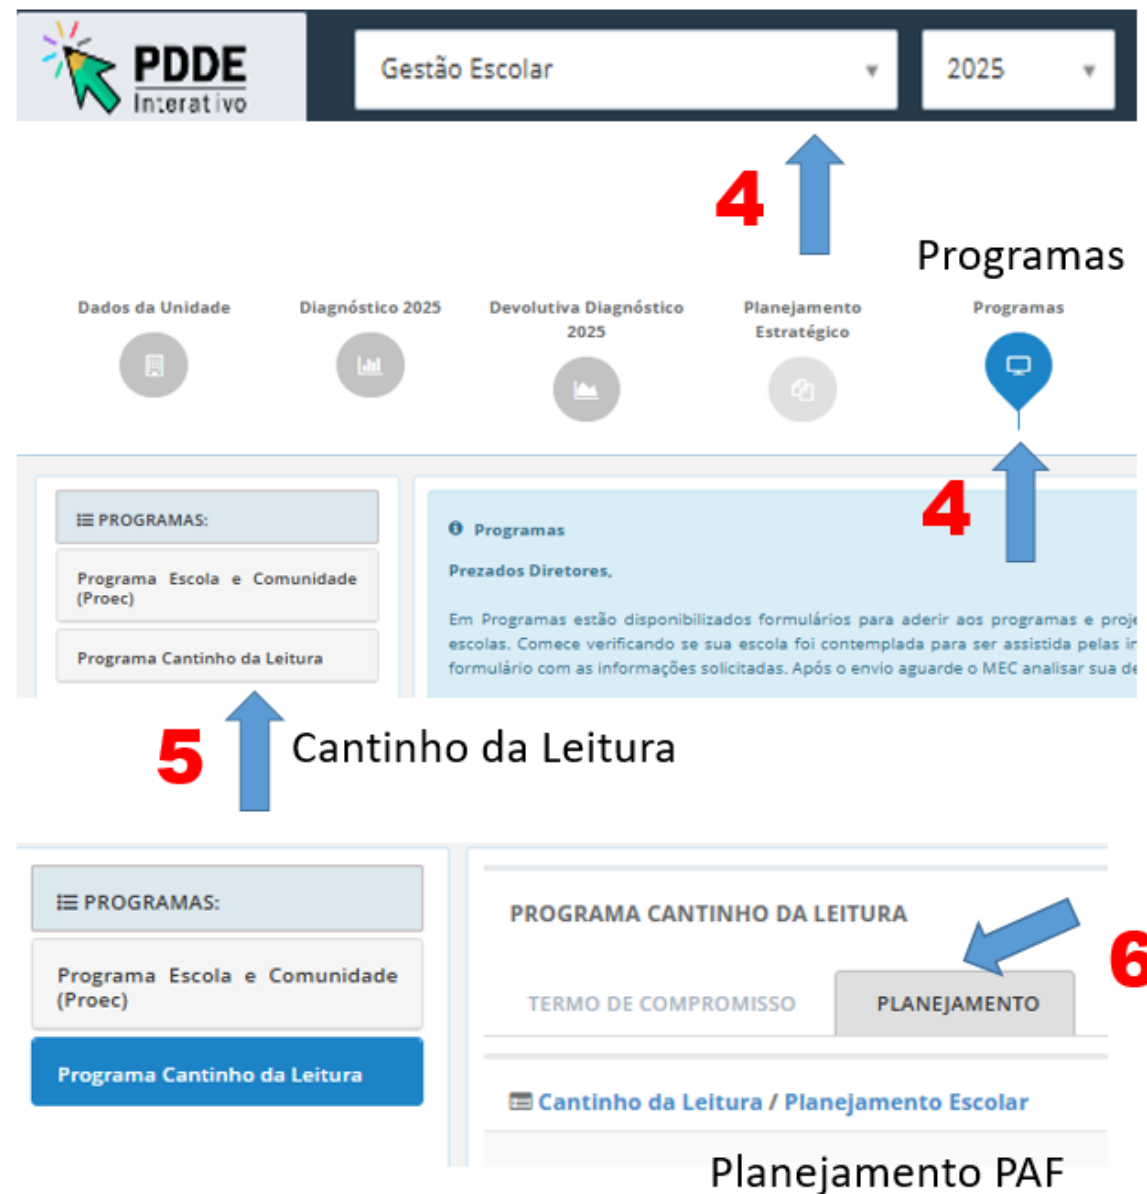 PDDE
Interativo
Gestão Escolar
2025
4
Programas
Dados da Unidade
Diagnóstico 2025
Devolutiva Diagnóstico
2025
Planejamento
Estratégico
Programas
4
PROGRAMAS:
Programa Escola e Comunidade
(Proec)
Programa Cantinho da Leitura
Programas
Prezados Diretores,
Em Programas estão disponibilizados formulários para aderir aos programas e proje
escolas. Comece verificando se sua escola foi contemplada para ser assistida pelas in
formulário com as informações solicitadas. Após o envio aguarde o MEC analisar sua de
5
Cantinho da Leitura
PROGRAMAS:
Programa Escola e Comunidade
(Proec)
Programa Cantinho da Leitura
PROGRAMA CANTINHO DA LEITURA
6
TERMO DE COMPROMISSO
PLANEJAMENTO
Cantinho da Leitura / Planejamento Escolar
Planejamento PAF